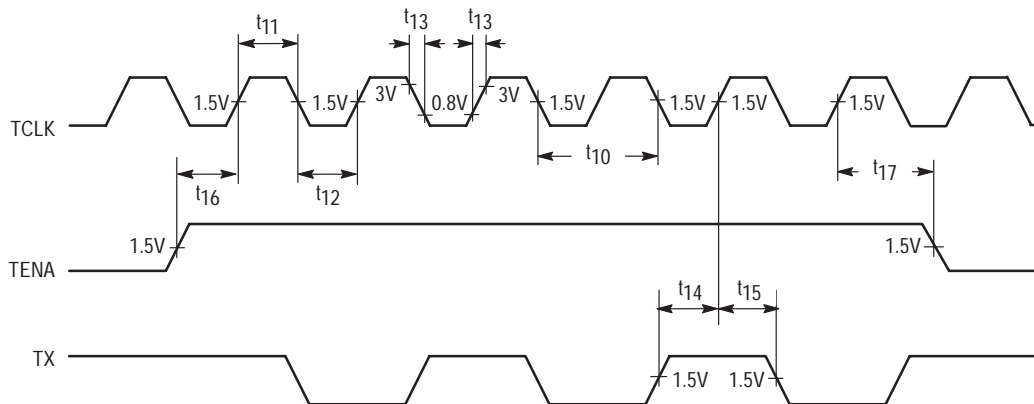 t11 t13 t13
1.5V 1.5V 3V 0.8V 3V 1.5V 1.5V 1.5V 1.5V
TCLK
t16 t12 t10 t17
1.5V 1.5V
TENA
t14 t15
TX
1.5V 1.5V